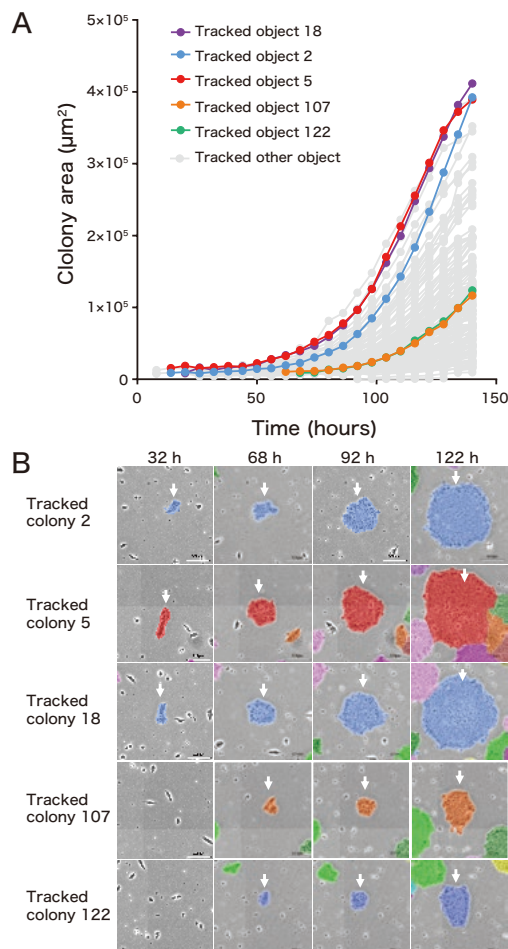 A
5×10⁵
4×10⁵
3×10⁵
2×10⁵
1×10⁵
0
Clolony area (μm²)
Tracked object 18
Tracked object 2
Tracked object 5
Tracked object 107
Tracked object 122
Tracked other object
0
50
100
150
Time (hours)
B
32 h
68 h
92 h
122 h
Tracked
colony 2
Tracked
colony 5
Tracked
colony 18
Tracked
colony 107
Tracked
colony 122